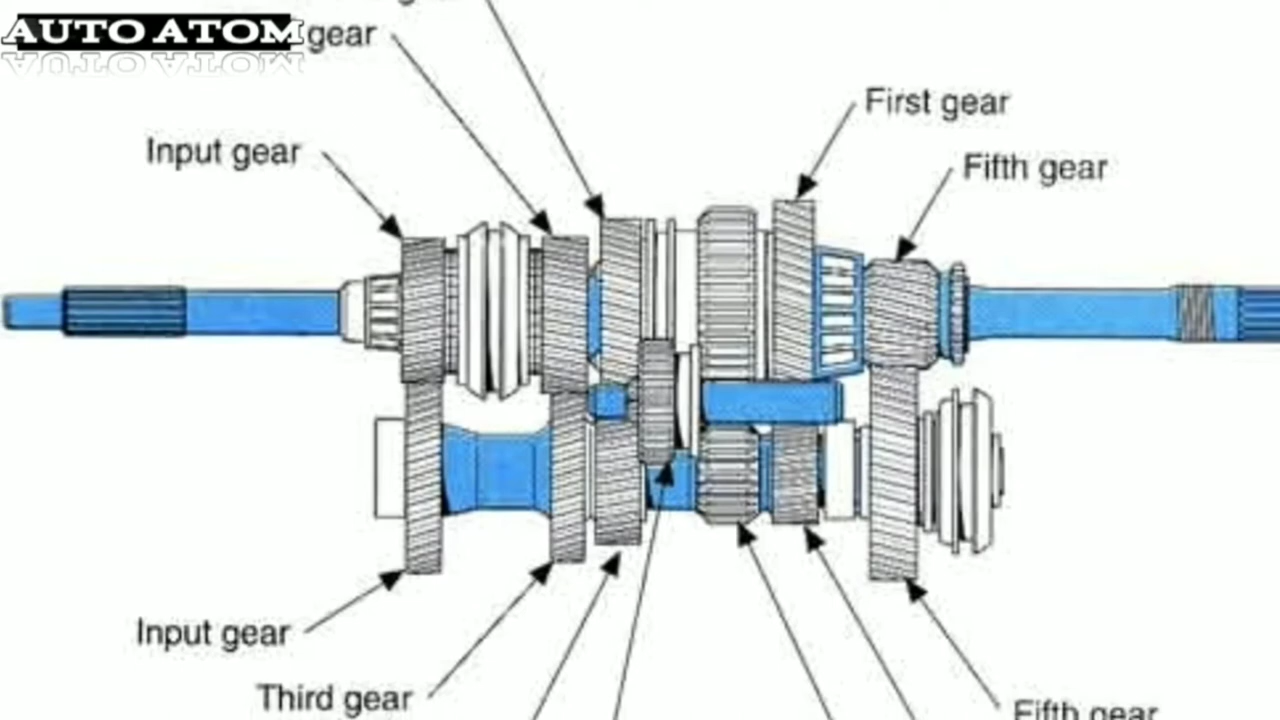 AUTO ATOM
gear
First gear
Input gear
Fifth gear
Input gear
Third gear
Fifth gear